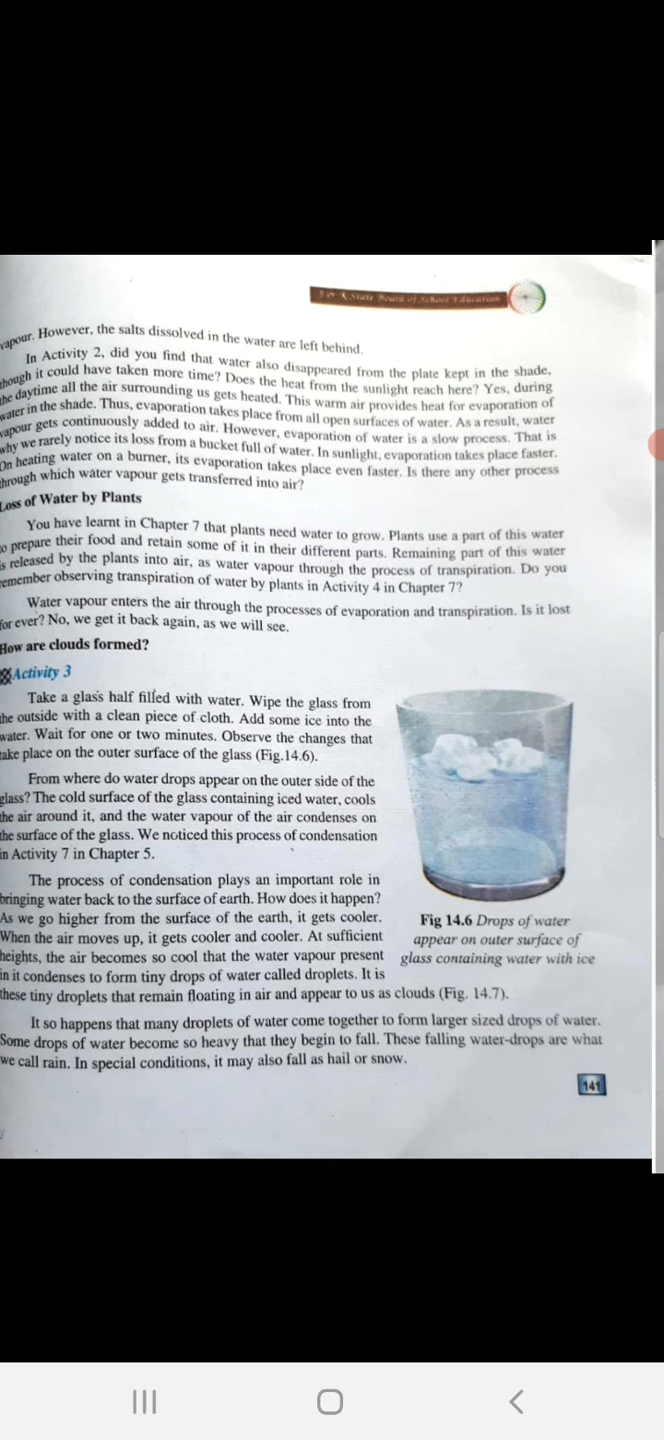 J & K State Board of School Education
vapour. However, the salts dissolved in the water are left behind.
In Activity 2, did you find that water also disappeared from the plate kept in the shade,
though it could have taken more time? Does the heat from the sunlight reach here? Yes, during
the daytime all the air surrounding us gets heated. This warm air provides heat for evaporation of
water in the shade. Thus, evaporation takes place from all open surfaces of water. As a result, water
vapour gets continuously added to air. However, evaporation of water is a slow process. That is
why we rarely notice its loss from a bucket full of water. In sunlight, evaporation takes place faster.
On heating water on a burner, its evaporation takes place even faster. Is there any other process
through which water vapour gets transferred into air?
Loss of Water by Plants
You have learnt in Chapter 7 that plants need water to grow. Plants use a part of this water
to prepare their food and retain some of it in their different parts. Remaining part of this water
is released by the plants into air, as water vapour through the process of transpiration. Do you
remember observing transpiration of water by plants in Activity 4 in Chapter 7?
Water vapour enters the air through the processes of evaporation and transpiration. Is it lost
for ever? No, we get it back again, as we will see.
How are clouds formed?
Activity 3
Take a glass half filled with water. Wipe the glass from
the outside with a clean piece of cloth. Add some ice into the
water. Wait for one or two minutes. Observe the changes that
take place on the outer surface of the glass (Fig.14.6).
From where do water drops appear on the outer side of the
glass? The cold surface of the glass containing iced water, cools
the air around it, and the water vapour of the air condenses on
the surface of the glass. We noticed this process of condensation
in Activity 7 in Chapter 5.
The process of condensation plays an important role in
bringing water back to the surface of earth. How does it happen?
As we go higher from the surface of the earth, it gets cooler.
When the air moves up, it gets cooler and cooler. At sufficient
heights, the air becomes so cool that the water vapour present
in it condenses to form tiny drops of water called droplets. It is
these tiny droplets that remain floating in air and appear to us as clouds (Fig. 14.7).
Fig 14.6 Drops of water
appear on outer surface of
glass containing water with ice
It so happens that many droplets of water come together to form larger sized drops of water.
Some drops of water become so heavy that they begin to fall. These falling water-drops are what
we call rain. In special conditions, it may also fall as hail or snow.
141